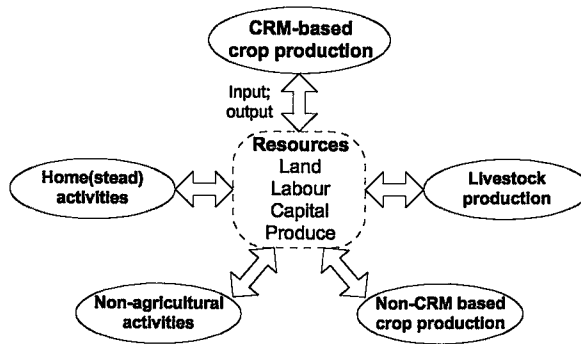 CRM-based
crop production
Input;
output
Resources
Land
Labour
Capital
Produce
Home(stead)
activities
Livestock
production
Non-agricultural
activities
Non-CRM based
crop production